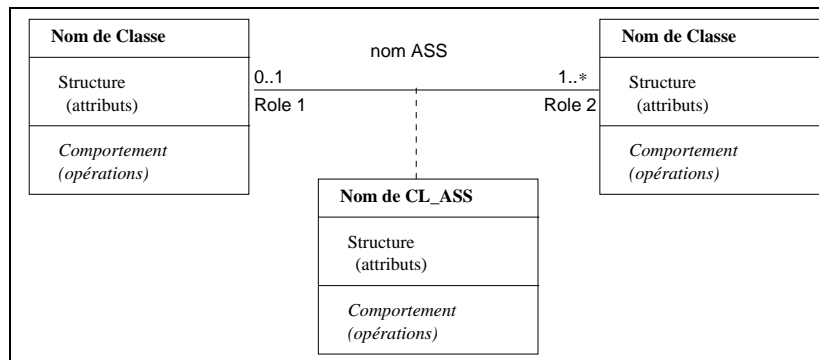 Nom de Classe
Structure
(attributs)
Comportement
(opérations)
nom ASS
0..1
1..*
Role 1
Role 2
Nom de Classe
Structure
(attributs)
Comportement
(opérations)
Nom de CL_ASS
Structure
(attributs)
Comportement
(opérations)